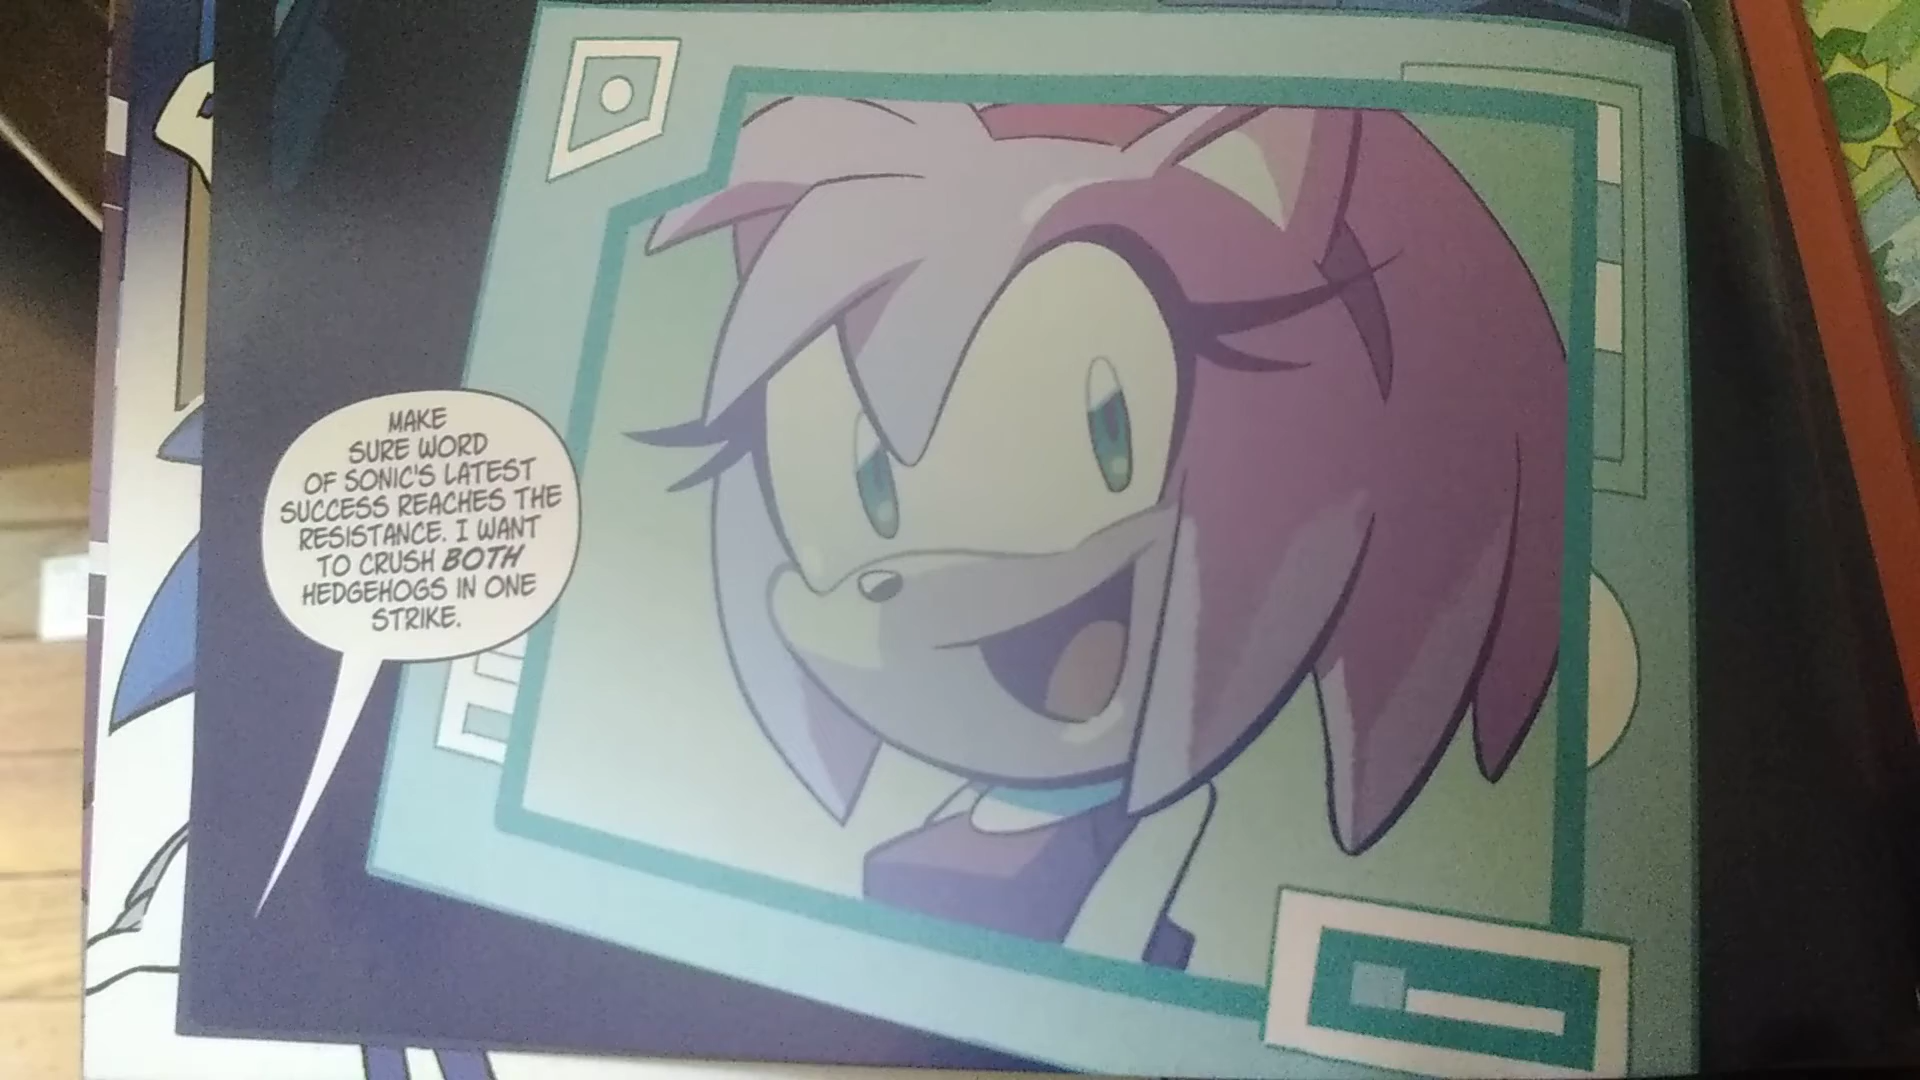 MAKE
SURE WORD
OF SONIC'S LATEST
SUCCESS REACHES THE
RESISTANCE. I WANT
TO CRUSH BOTH
HEDGEHOGS IN ONE
STRIKE.